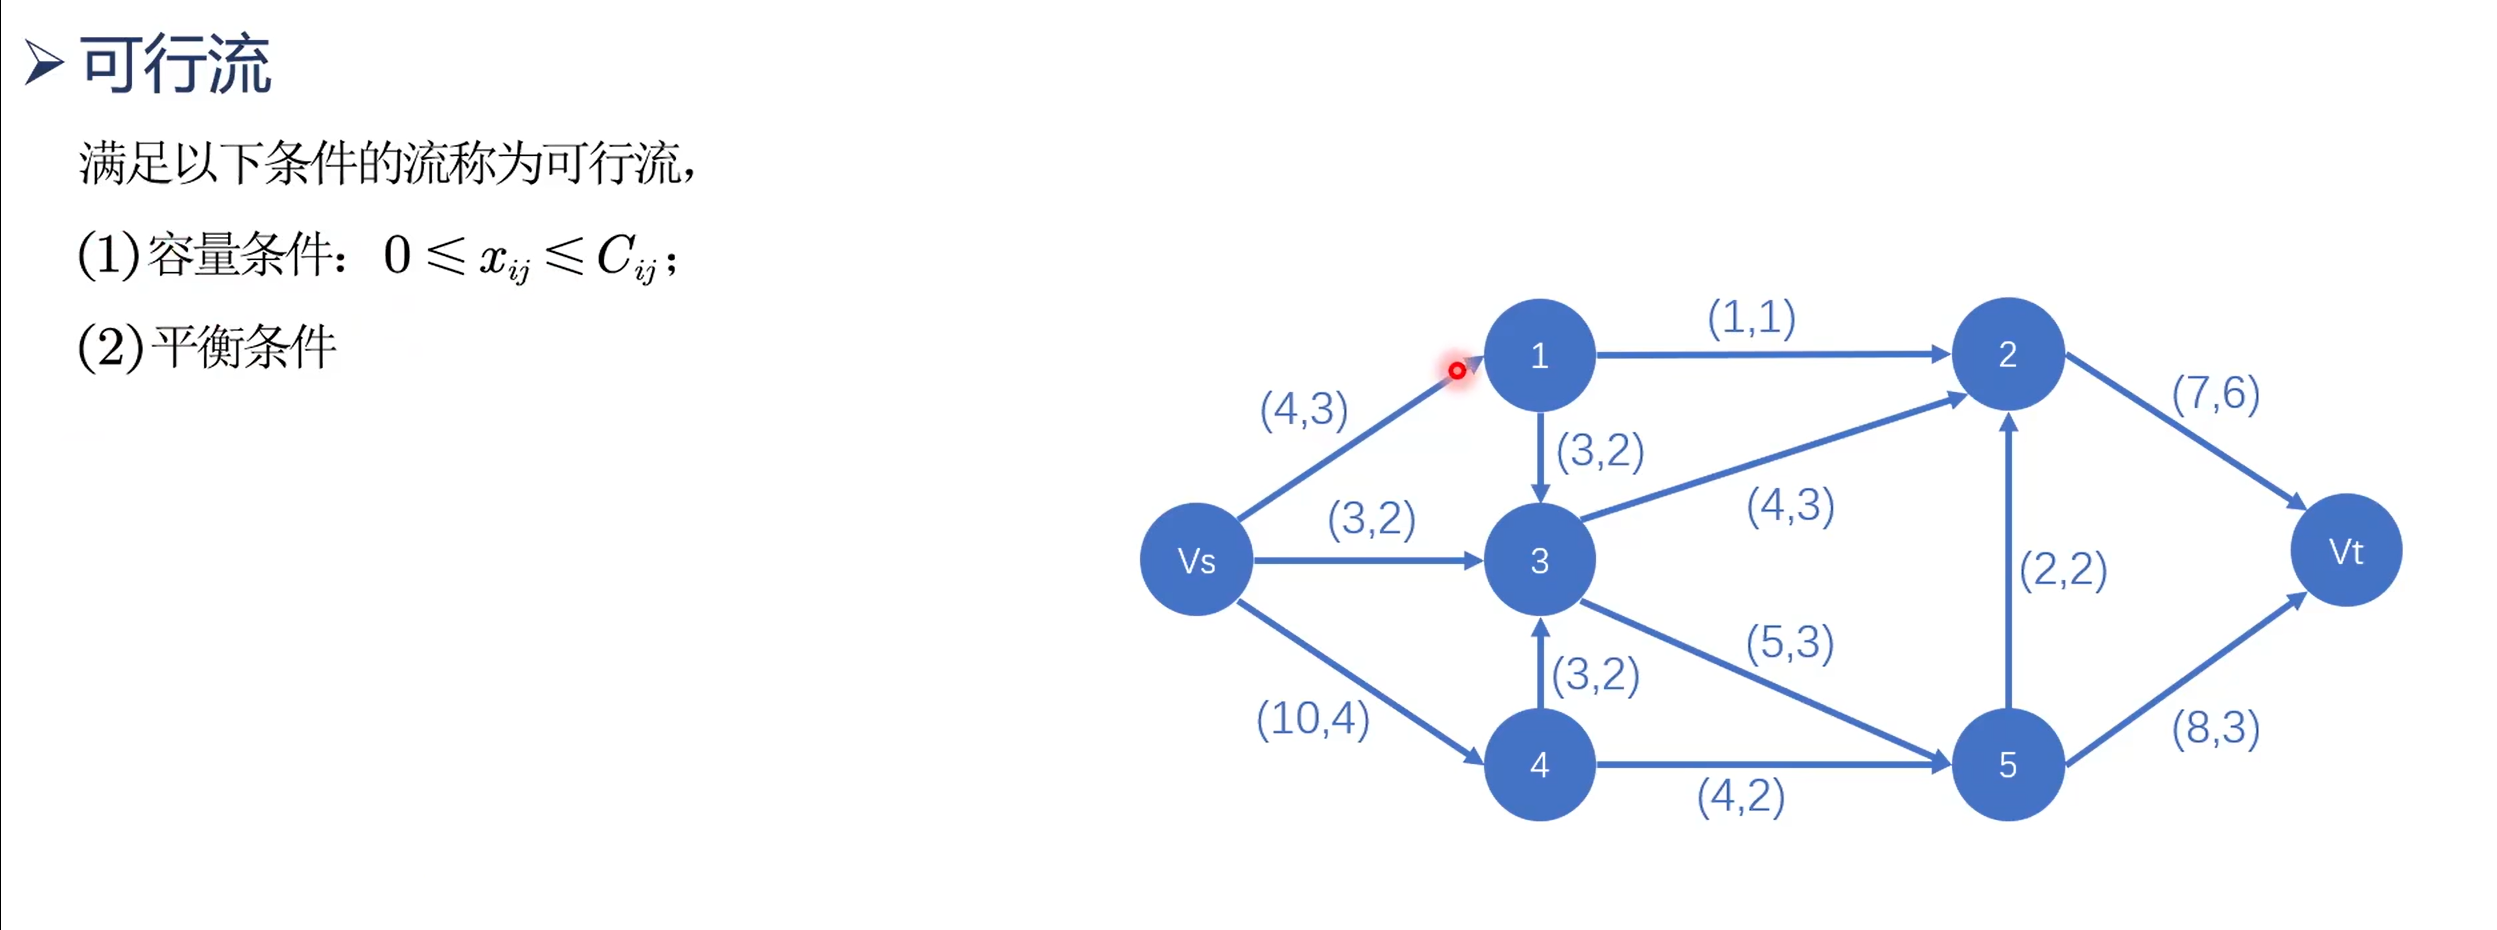 可行流
满足以下条件的流称为可行流,
(1)容量条件：0 ≤ x_{ij} ≤ C_{ij};
(2)平衡条件
(1,1)
1
2
(4,3)
(7,6)
(3,2)
(3,2)
(4,3)
Vs
3
Vt
(2,2)
(5,3)
(3,2)
(10,4)
(8,3)
4
5
(4,2)